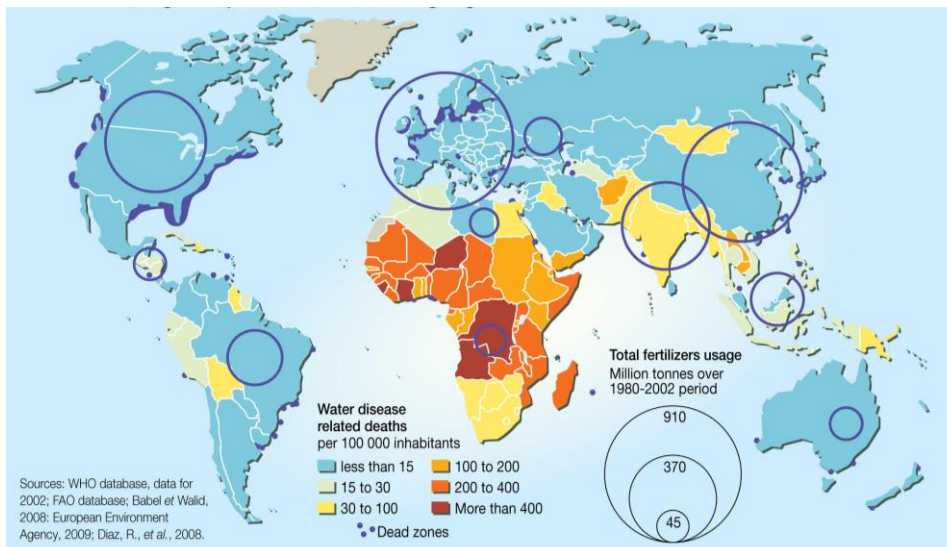 Total fertilizers usage
Million tonnes over
1980-2002 period
910
370
45
Water disease
related deaths
per 100 000 inhabitants
less than 15
15 to 30
30 to 100
100 to 200
200 to 400
More than 400
Dead zones
Sources: WHO database, data for
2002; FAO database; Babel et Walid,
2008: European Environment
Agency, 2009; Diaz, R., et al., 2008.